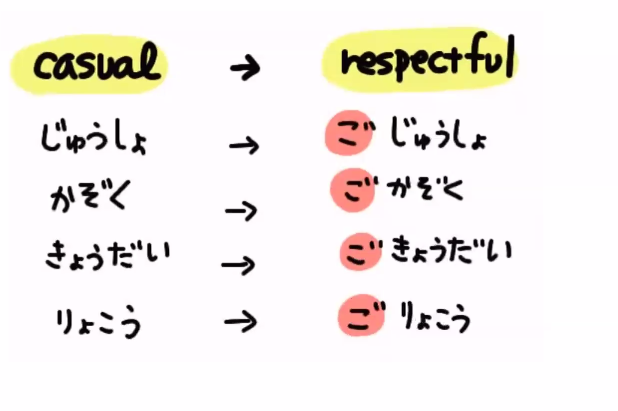 casual → respectful
じゅうしょ → ごじゅうしょ
かぞく → ごかぞく
きょうだい → ごきょうだい
りょこう → ごりょこう